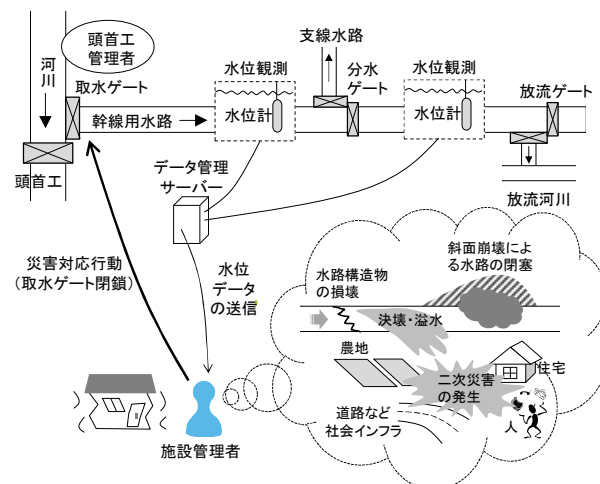 頭首工
管理者
河川
取水ゲート
幹線用水路
頭首工
水位観測
水位計
支線水路
分水
ゲート
水位観測
水位計
放流ゲート
放流河川
データ管理
サーバー
災害対応行動
(取水ゲート閉鎖)
水位
データ
の送信
施設管理者
水路構造物
の損壊
斜面崩壊によ
る水路の閉塞
決壊・溢水
農地
住宅
二次災害
の発生
道路など
社会インフラ
人